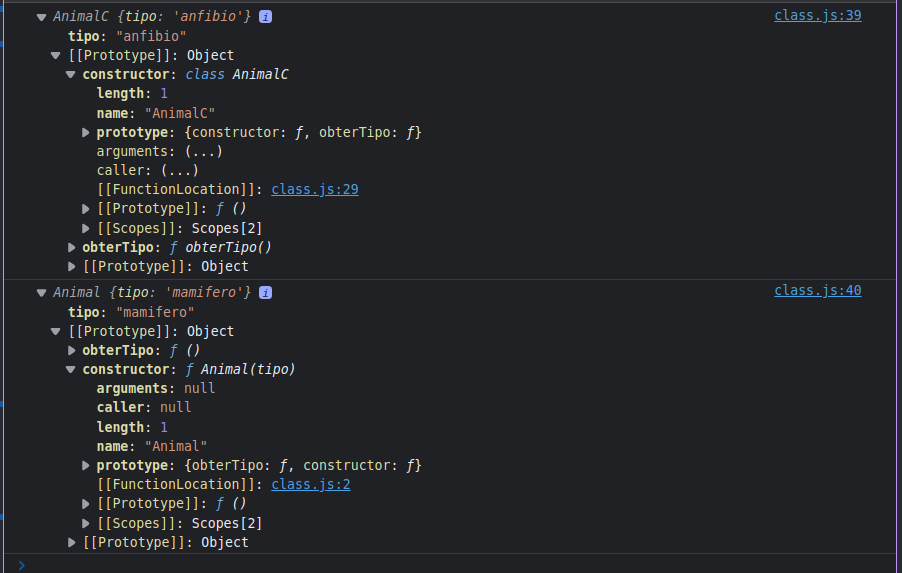 AnimalC {tipo: 'anfibio'} i class.js:39
tipo: "anfibio"
[[Prototype]]: Object
constructor: class AnimalC
length: 1
name: "AnimalC"
prototype: {constructor: ƒ, obterTipo: ƒ}
arguments: (...)
caller: (...)
[[FunctionLocation]]: class.js:29
[[Prototype]]: ƒ ()
[[Scopes]]: Scopes[2]
obterTipo: ƒ obterTipo()
[[Prototype]]: Object
Animal {tipo: 'mamifero'} i class.js:40
tipo: "mamifero"
[[Prototype]]: Object
obterTipo: ƒ ()
constructor: ƒ Animal(tipo)
arguments: null
caller: null
length: 1
name: "Animal"
prototype: {obterTipo: ƒ, constructor: ƒ}
[[FunctionLocation]]: class.js:2
[[Prototype]]: ƒ ()
[[Scopes]]: Scopes[2]
[[Prototype]]: Object